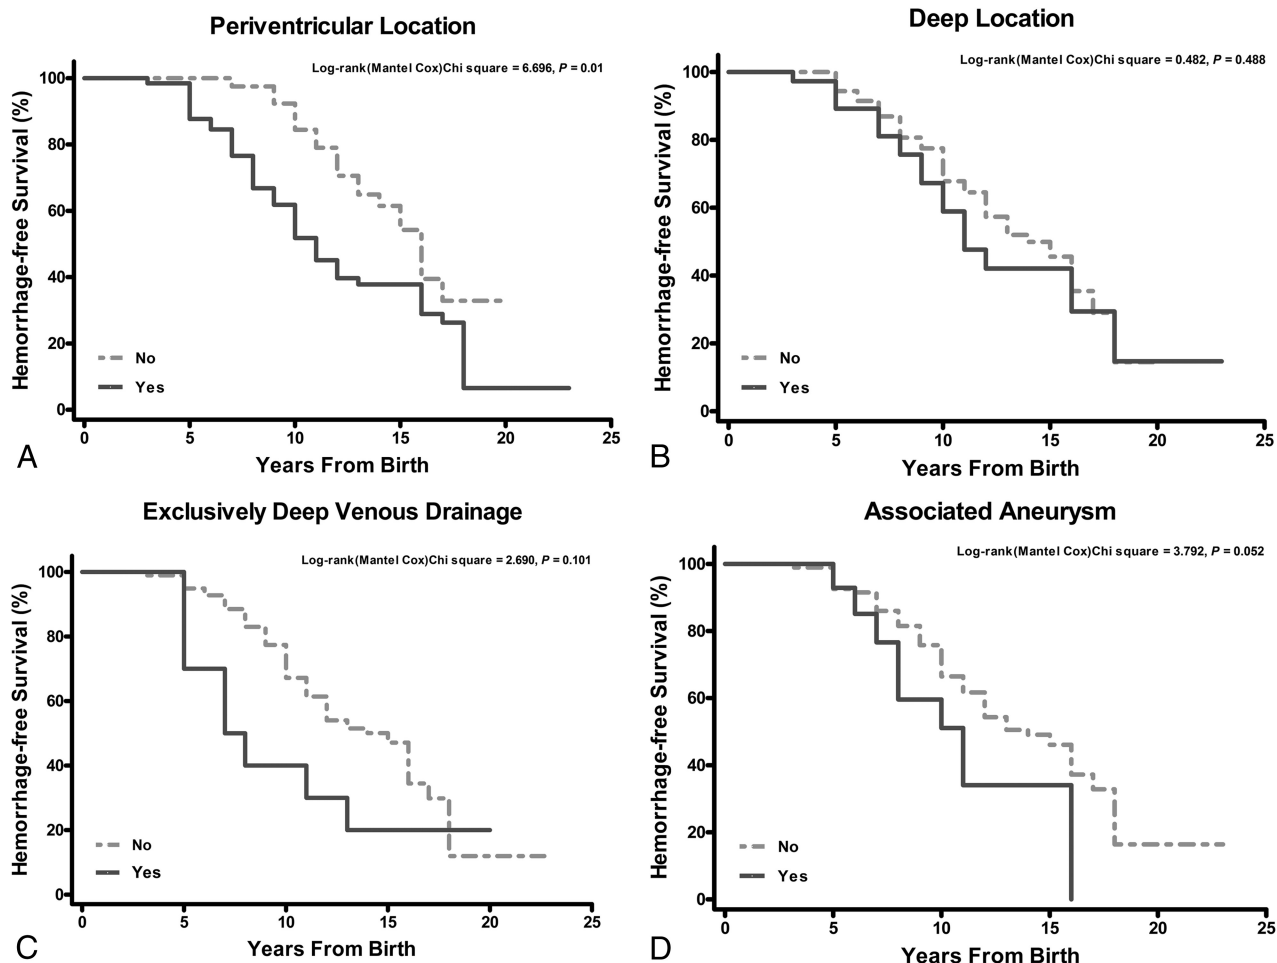 Periventricular Location
Log-rank(Mantel Cox)Chi square = 6.696, P = 0.01
Hemorrhage-free Survival (%)
100
80
60
40
20
0
No
Yes
0 5 10 15 20 25
Years From Birth
A
Deep Location
Log-rank(Mantel Cox)Chi square = 0.482, P = 0.488
Hemorrhage-free Survival (%)
100
80
60
40
20
0
No
Yes
0 5 10 15 20 25
Years From Birth
B
Exclusively Deep Venous Drainage
Log-rank(Mantel Cox)Chi square = 2.690, P = 0.101
Hemorrhage-free Survival (%)
100
80
60
40
20
0
No
Yes
0 5 10 15 20 25
Years From Birth
C
Associated Aneurysm
Log-rank(Mantel Cox)Chi square = 3.792, P = 0.052
Hemorrhage-free Survival (%)
100
80
60
40
20
0
No
Yes
0 5 10 15 20 25
Years From Birth
D